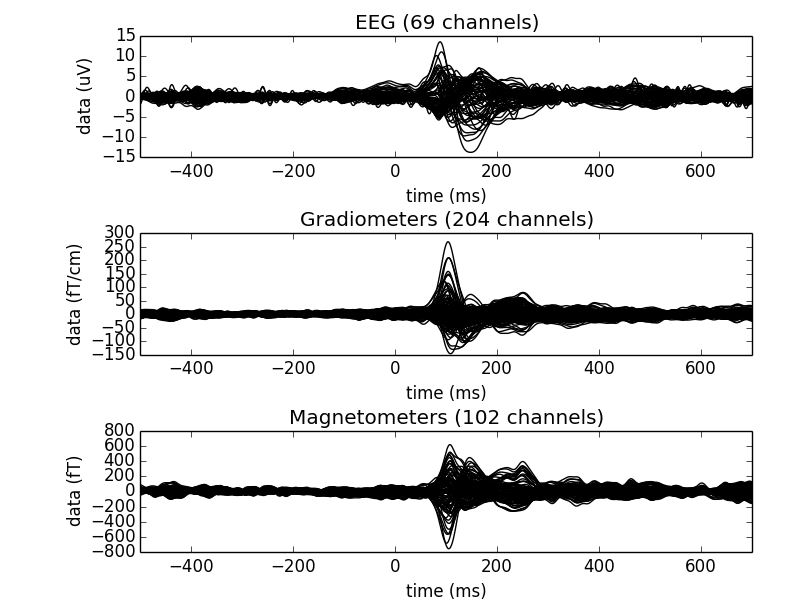 EEG (69 channels)
15
10
5
0
−5
−10
−15
data (uV)
−400 −200 0 200 400 600
time (ms)
Gradiometers (204 channels)
300
250
200
150
100
50
0
−50
−100
−150
data (fT/cm)
−400 −200 0 200 400 600
time (ms)
Magnetometers (102 channels)
800
600
400
200
0
−200
−400
−600
−800
data (fT)
−400 −200 0 200 400 600
time (ms)